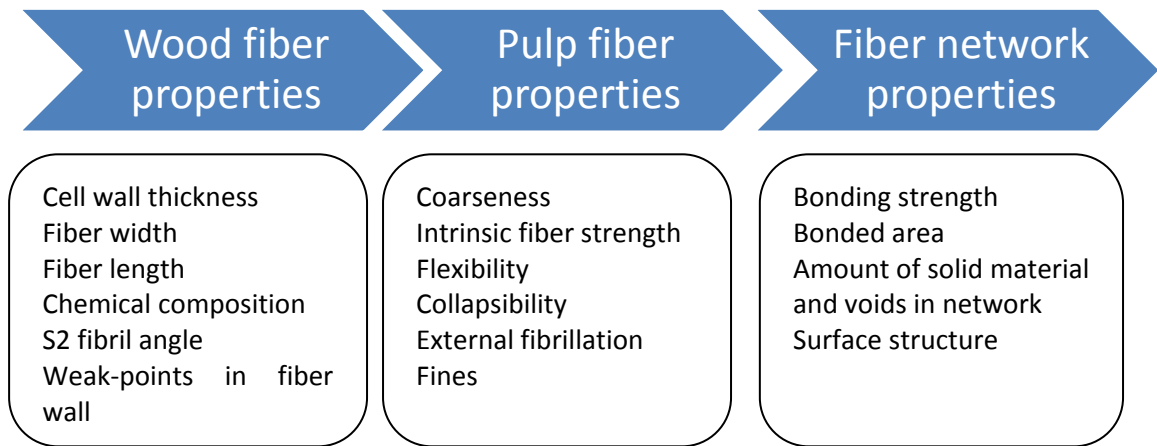 Wood fiber
properties
Pulp fiber
properties
Fiber network
properties
Cell wall thickness
Fiber width
Fiber length
Chemical composition
S2 fibril angle
Weak-points in fiber
wall
Coarseness
Intrinsic fiber strength
Flexibility
Collapsibility
External fibrillation
Fines
Bonding strength
Bonded area
Amount of solid material
and voids in network
Surface structure